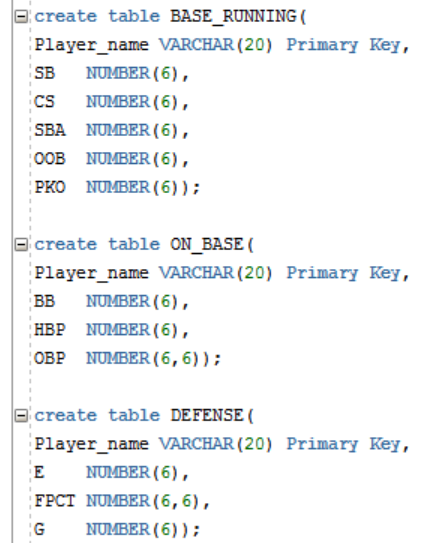 create table BASE_RUNNING(
Player_name VARCHAR(20) Primary Key,
SB NUMBER(6),
CS NUMBER(6),
SBA NUMBER(6),
OOB NUMBER(6),
PKO NUMBER(6));
create table ON_BASE(
Player_name VARCHAR(20) Primary Key,
BB NUMBER(6),
HBP NUMBER(6),
OBP NUMBER(6,6));
create table DEFENSE(
Player_name VARCHAR(20) Primary Key,
E NUMBER(6),
FPCT NUMBER(6,6),
G NUMBER(6));